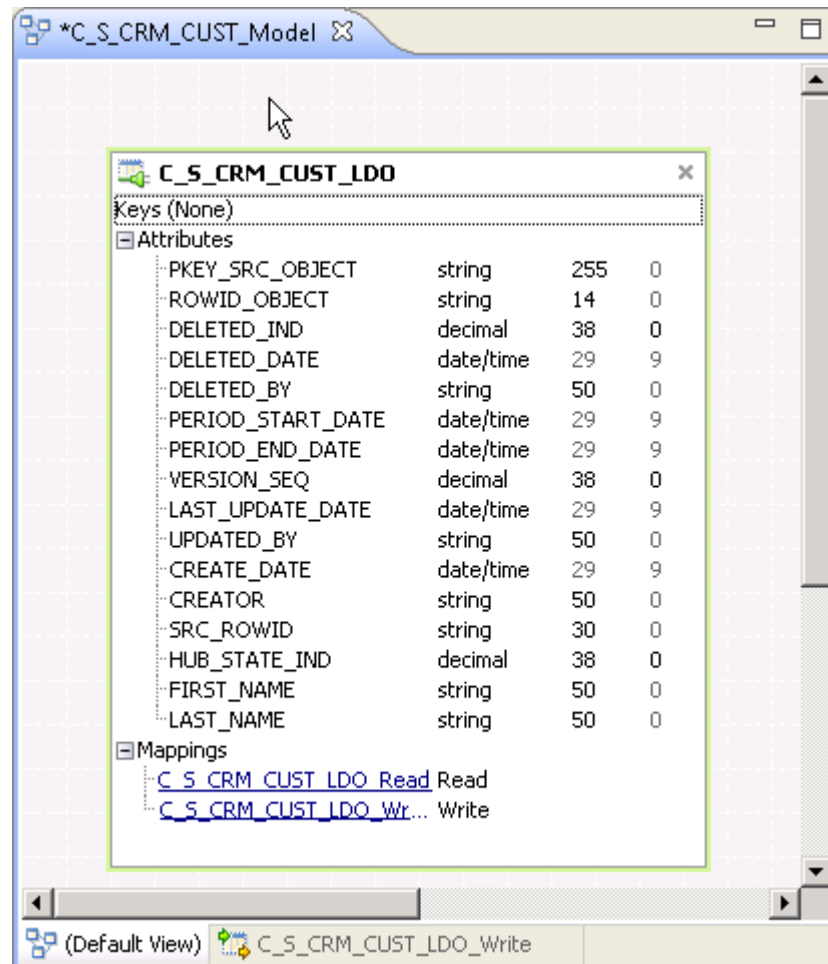 *C_S_CRM_CUST_Model
C_S_CRM_CUST_LDO
Keys (None)
Attributes
PKEY_SRC_OBJECT string 255 0
ROWID_OBJECT string 14 0
DELETED_IND decimal 38 0
DELETED_DATE date/time 29 9
DELETED_BY string 50 0
PERIOD_START_DATE date/time 29 9
PERIOD_END_DATE date/time 29 9
VERSION_SEQ decimal 38 0
LAST_UPDATE_DATE date/time 29 9
UPDATED_BY string 50 0
CREATE_DATE date/time 29 9
CREATOR string 50 0
SRC_ROWID string 30 0
HUB_STATE_IND decimal 38 0
FIRST_NAME string 50 0
LAST_NAME string 50 0
Mappings
C_S_CRM_CUST_LDO_Read Read
C_S_CRM_CUST_LDO_Wr... Write
(Default View) C_S_CRM_CUST_LDO_Write